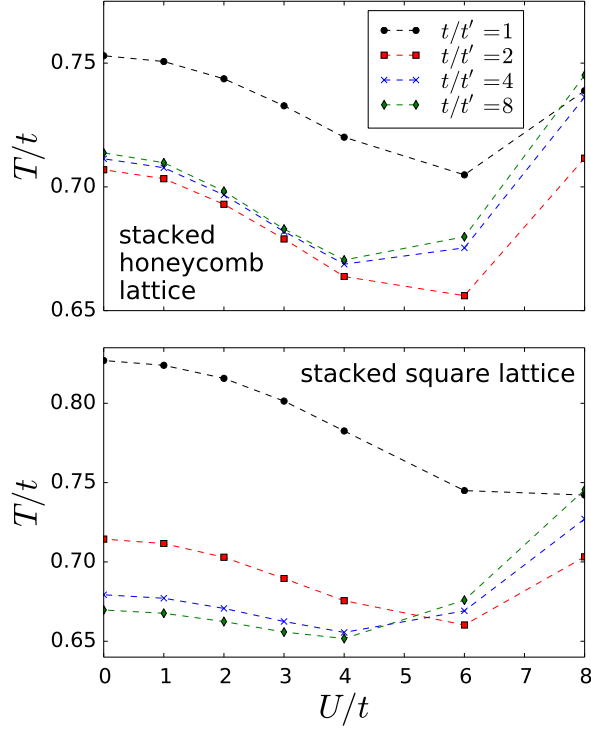 t/t′ =1
t/t′ =2
t/t′ =4
t/t′ =8
0.75
0.70
0.65
T/t
stacked
honeycomb
lattice
stacked square lattice
0.80
0.75
0.70
0.65
T/t
0 1 2 3 4 5 6 7 8
U/t